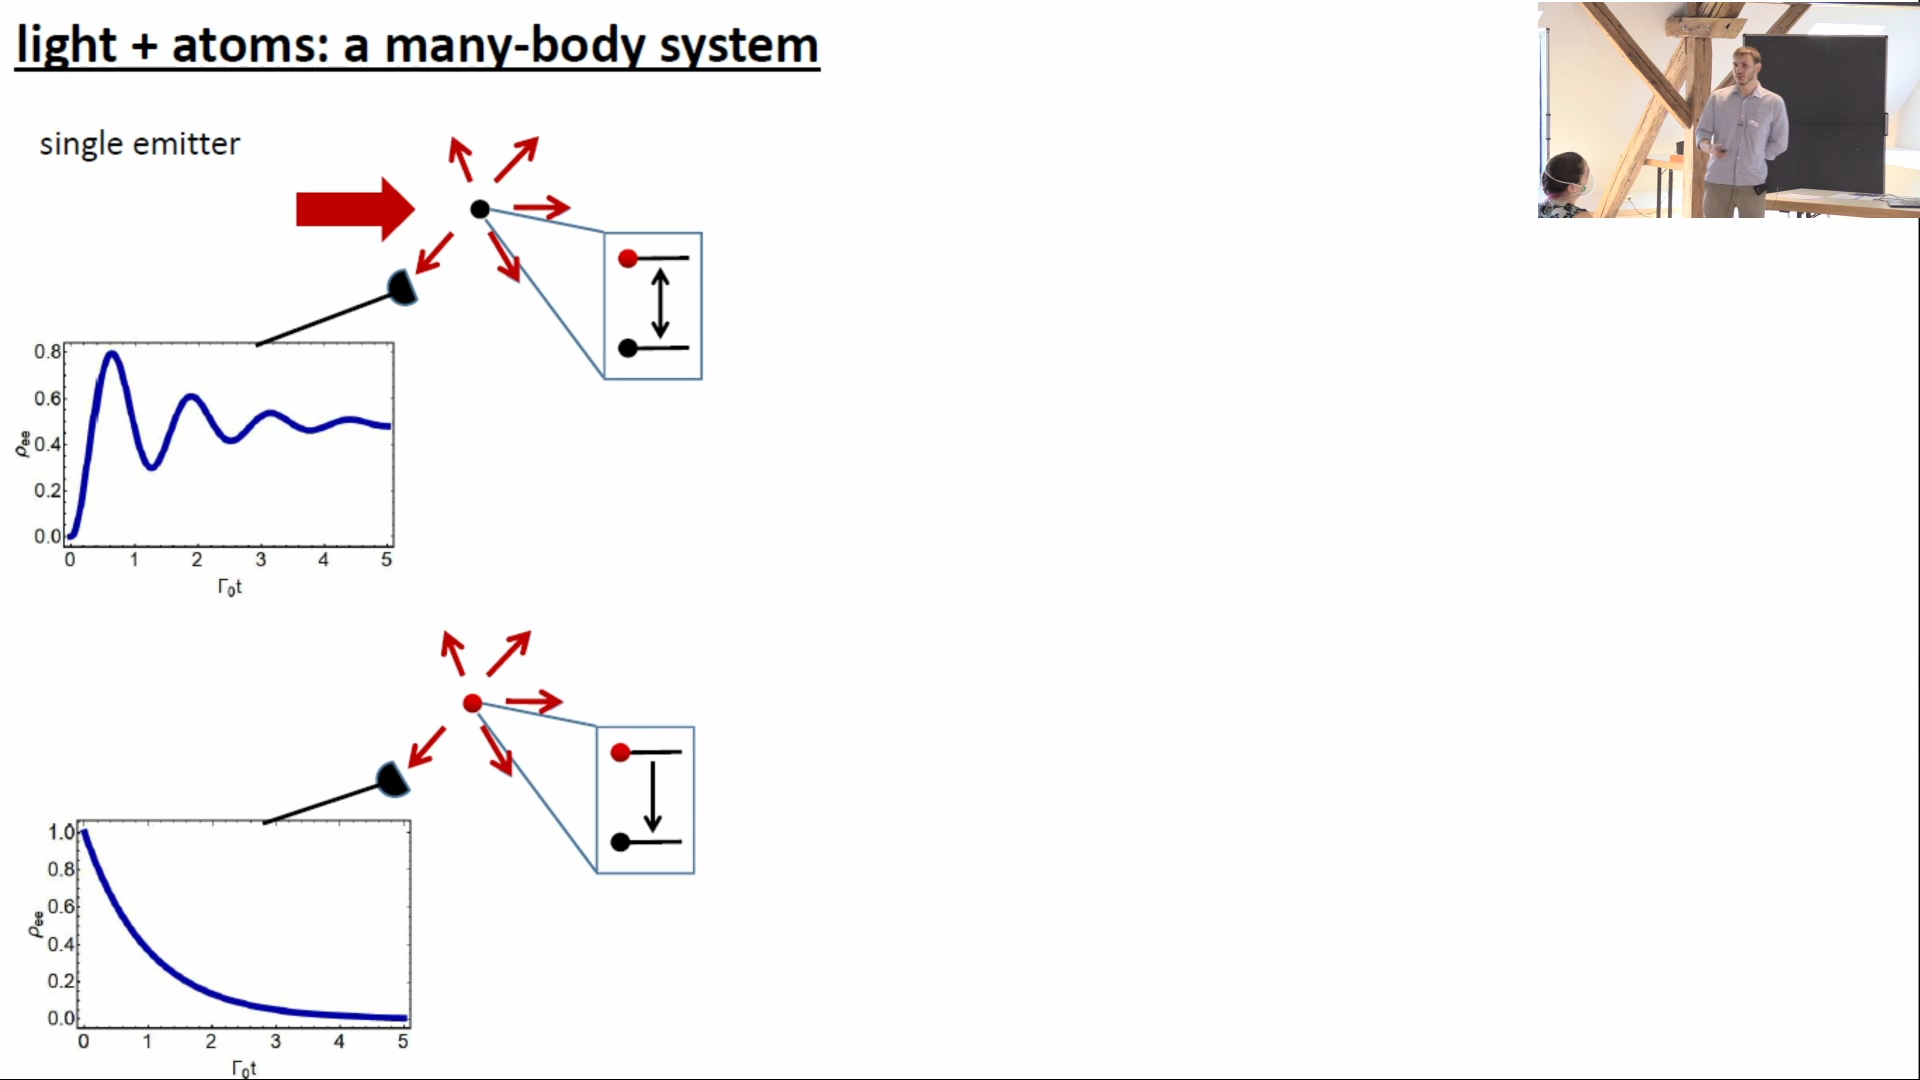 light + atoms: a many-body system
single emitter
0.8
0.6
0.4
0.2
0.0
ρee
0 1 2 3 4 5
Γ0t
1.0
0.8
0.6
0.4
0.2
0.0
ρee
0 1 2 3 4 5
Γ0t